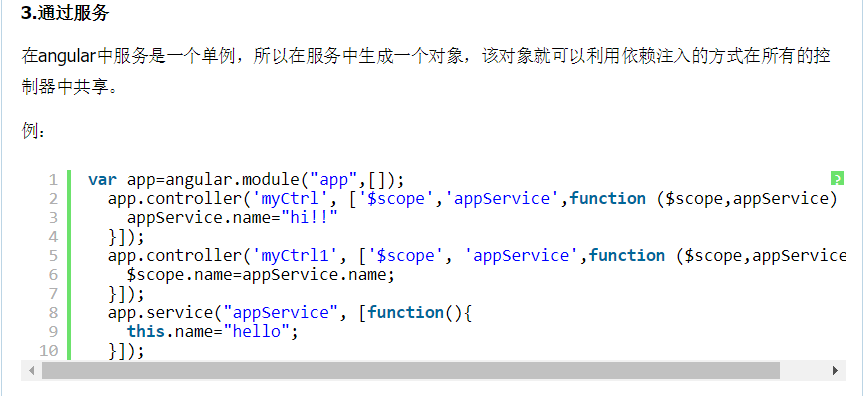 3.通过服务
在angular中服务是一个单例，所以在服务中生成一个对象，该对象就可以利用依赖注入的方式在所有的控
制器中共享。
例：
1 var app=angular.module("app",[]);
2 app.controller('myCtrl', ['$scope','appService',function ($scope,appService)
3 appService.name="hi!!"
4 }]);
5 app.controller('myCtrl1', ['$scope', 'appService',function ($scope,appService
6 $scope.name=appService.name;
7 }]);
8 app.service("appService", [function(){
9 this.name="hello";
10 }]);